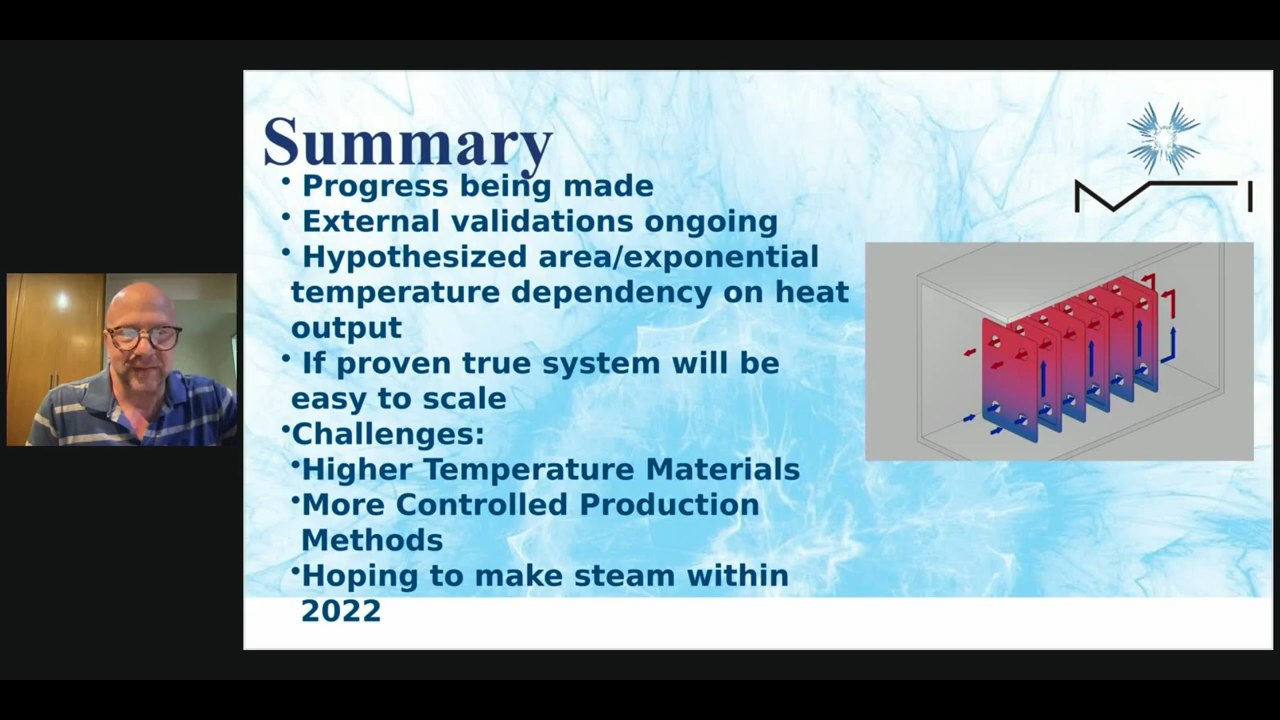 Summary
• Progress being made
• External validations ongoing
• Hypothesized area/exponential
temperature dependency on heat
output
• If proven true system will be
easy to scale
•Challenges:
•Higher Temperature Materials
•More Controlled Production
Methods
•Hoping to make steam within
2022